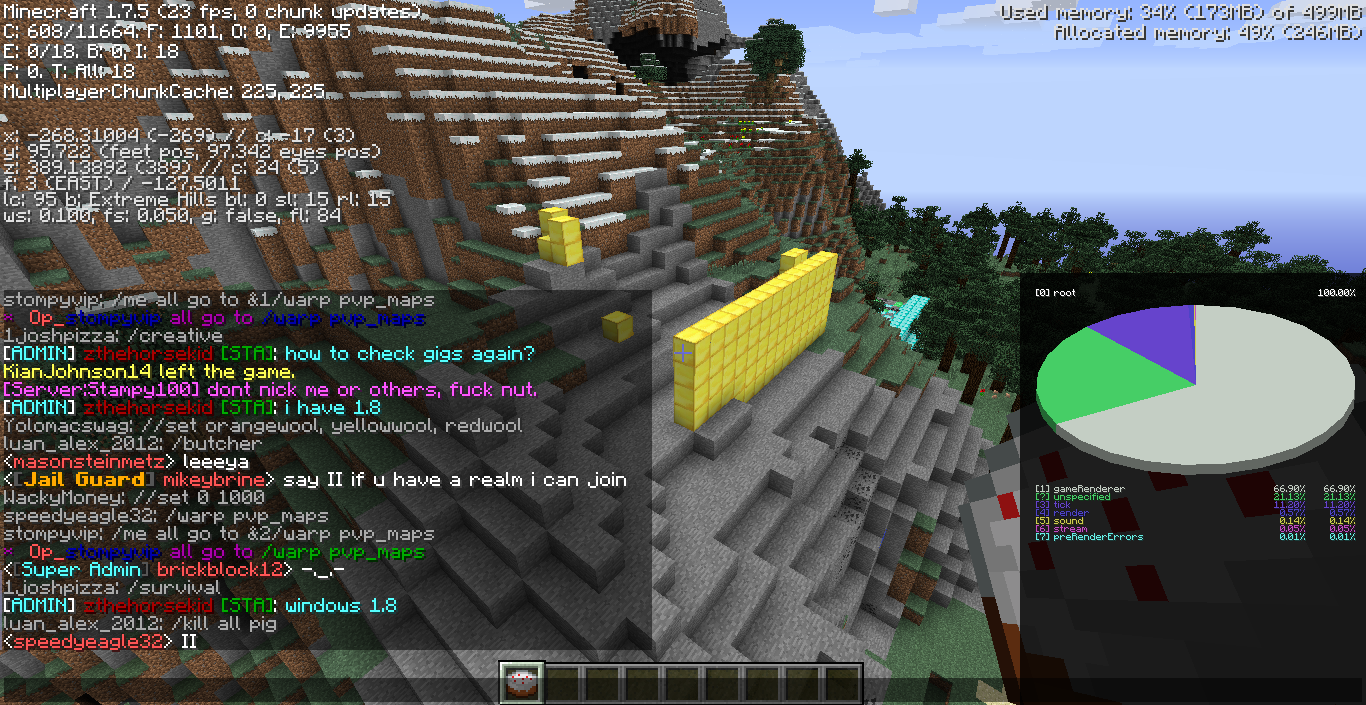 Minecraft 1.7.5 (23 fps, 0 chunk updates)
C: 608/11664. F: 1101, O: 0, E: 9955
E: 0/18. B: 0, I: 18
P: 0. T: All: 18
MultiplayerChunkCache: 225, 225
x: -268.31004 (-269) // c: -17 (3)
y: 95.722 (feet pos, 97.342 eyes pos)
z: 389.13892 (389) // c: 24 (5)
f: 3 (EAST) / -127.5011
lc: 95 b: Extreme Hills bl: 0 sl: 15 rl: 15
ws: 0.100, fs: 0.050, g: false, fl: 84
Used memory: 34% (173MB) of 499MB
Allocated memory: 49% (246MB)
stompyvip: /me all go to &1/warp pvp_maps
* Op_stompyvip all go to /warp pvp_maps
1joshpizza: /creative
[ADMIN] zthehorsekid [STA]: how to check gigs again?
KianJohnson14 left the game.
[Server:Stampy100] dont nick me or others, fuck nut.
[ADMIN] zthehorsekid [STA]: i have 1.8
Yolomacswag: //set orangewool, yellowwool, redwool
luan_alex_2012: /butcher
<masonsteinmetz> leeeya
<[Jail Guard] mikeybrine> say II if u have a realm i can join
WackyMoney: //set 0 1000
speedyeagle32: /warp pvp_maps
stompyvip: /me all go to &2/warp pvp_maps
* Op_stompyvip all go to /warp pvp_maps
<[Super Admin] brickblock12> -._.-
1joshpizza: /survival
[ADMIN] zthehorsekid [STA]: windows 1.8
luan_alex_2012: /kill all pig
<speedyeagle32> II
[0] root 100.00%
[1] gameRenderer 66.90% 66.90%
[?] unspecified 21.13% 21.13%
[3] tick 11.20% 11.20%
[4] render 0.57% 0.57%
[5] sound 0.14% 0.14%
[6] stream 0.05% 0.05%
[7] preRenderErrors 0.01% 0.01%